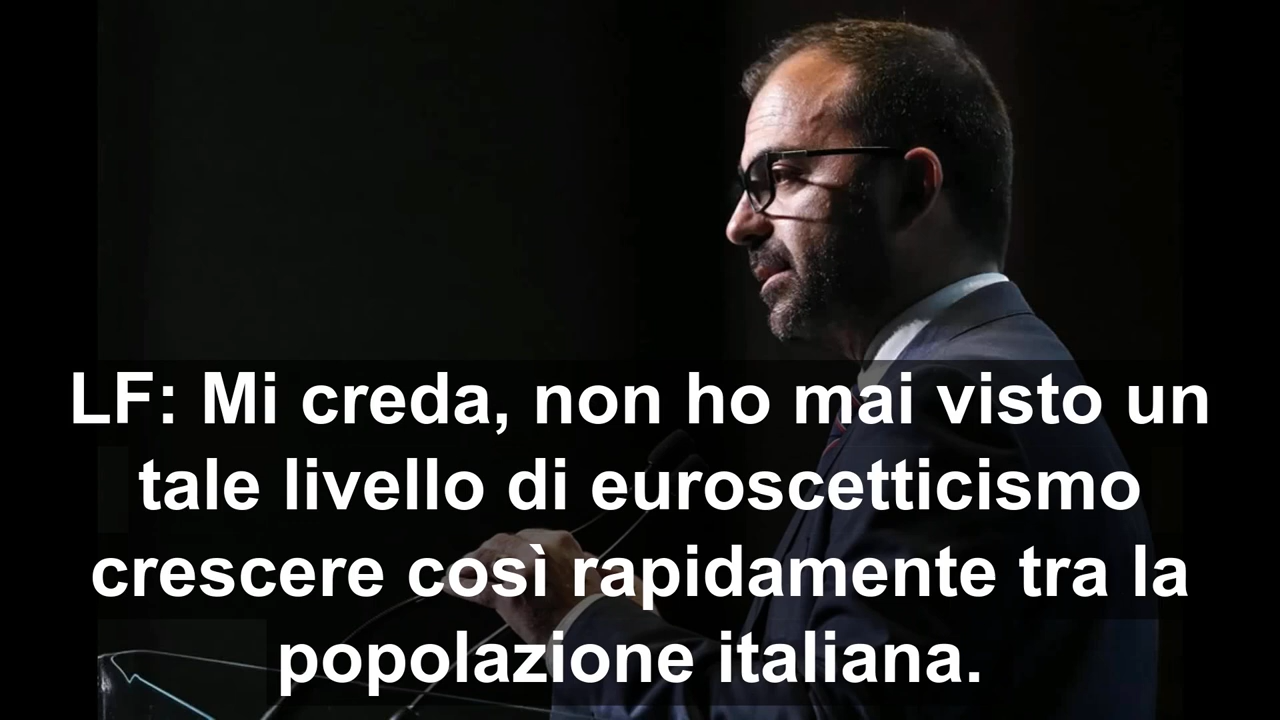 LF: Mi creda, non ho mai visto un
tale livello di euroscetticismo
crescere così rapidamente tra la
popolazione italiana.